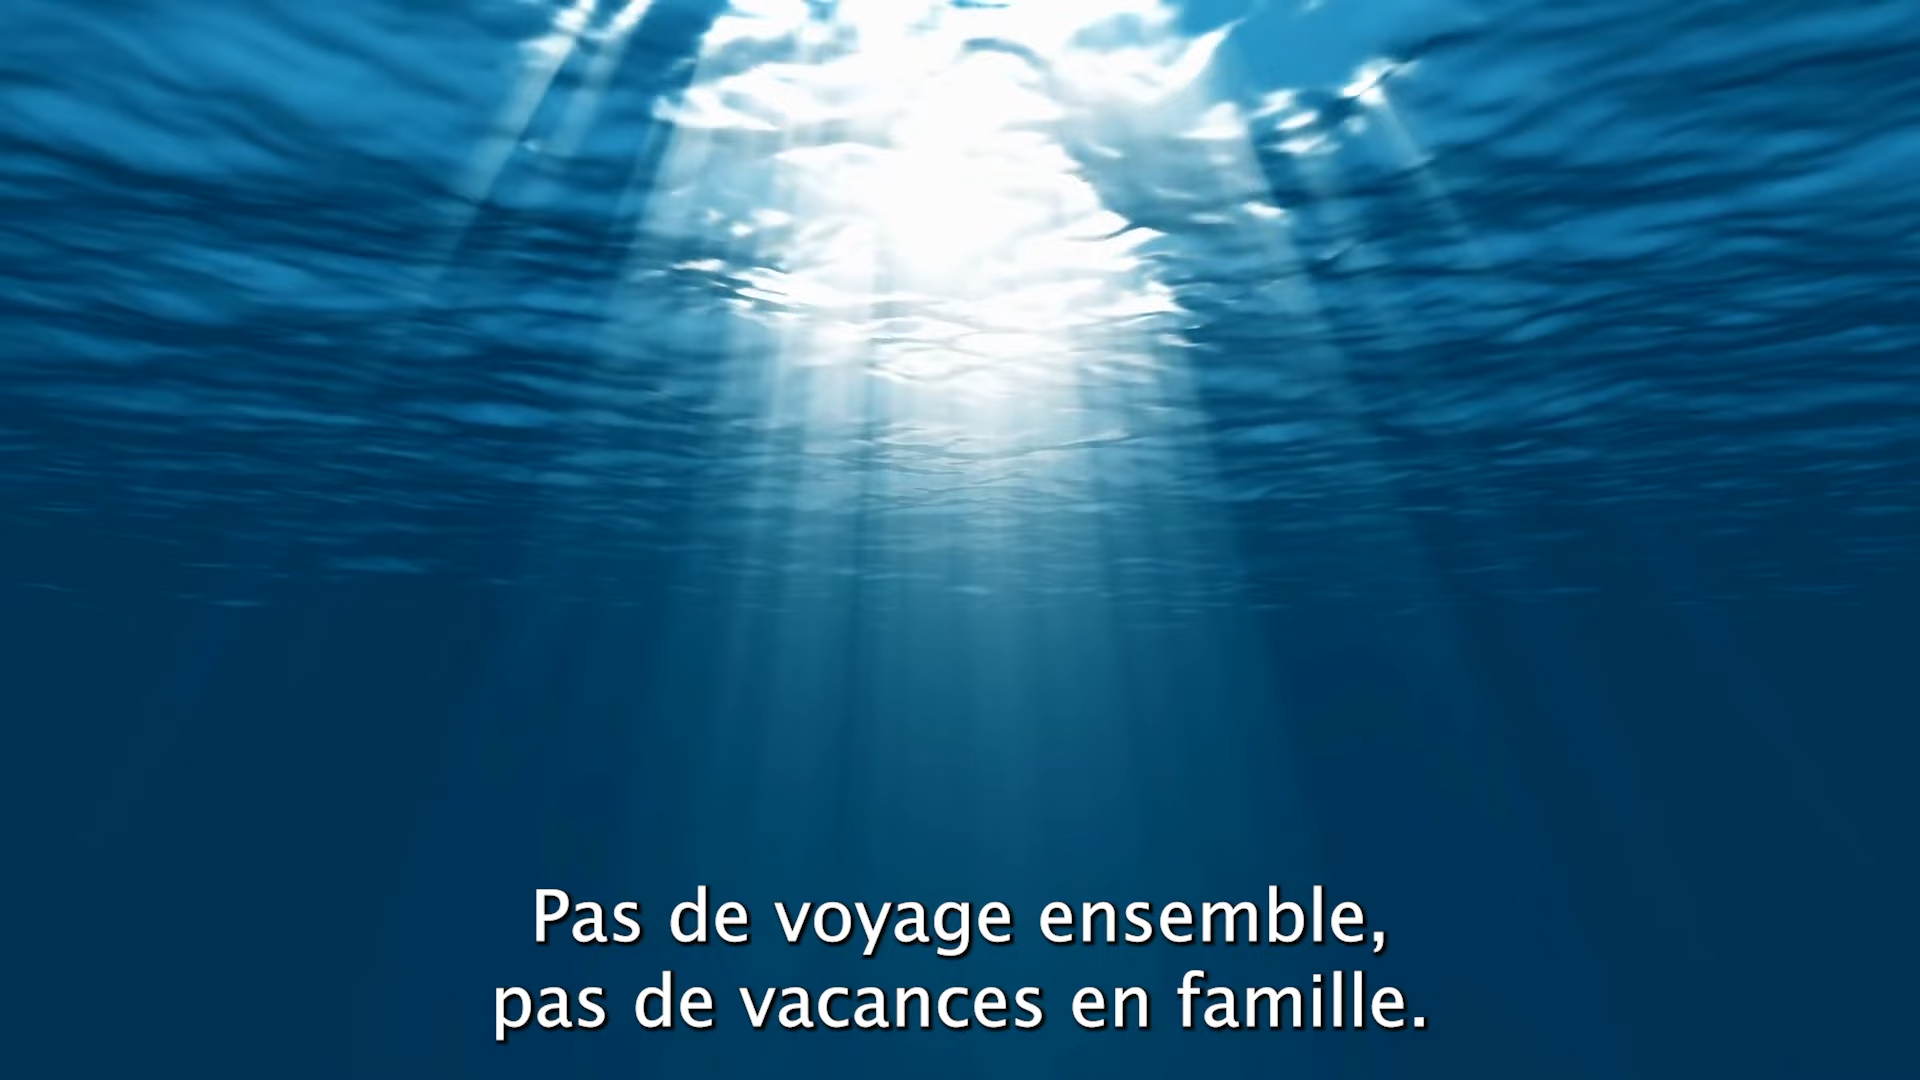 Pas de voyage ensemble,
pas de vacances en famille.